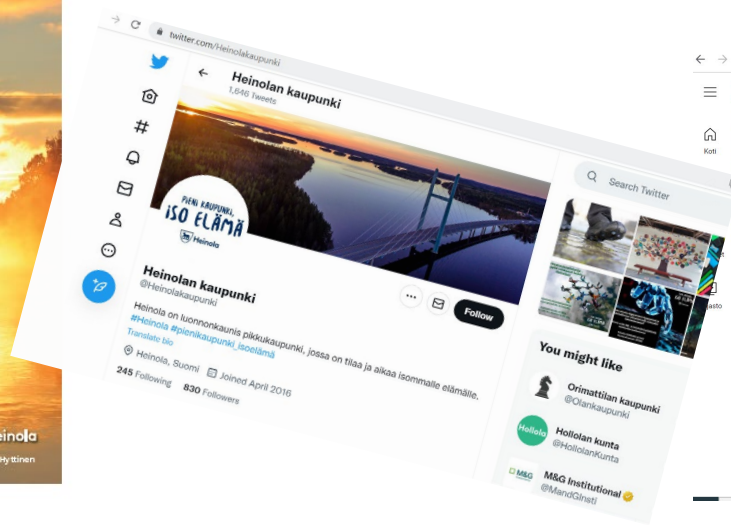 twitter.com/Heinolakaupunki
Heinolan kaupunki
1,646 Tweets
PIENI KAUPUNKI,
ISO ELÄMÄ
Heinola
Search Twitter
Heinolan kaupunki
@Heinolakaupunki
Follow
Heinola on luonnonkaunis pikkukaupunki, jossa on tilaa ja aikaa isommalle elämälle.
#Heinola #pienikaupunki_isoelämä
Translate bio
Heinola, Suomi Joined April 2016
245 Following 830 Followers
You might like
Orimattilan kaupunki
@Olankaupunki
Hollola
Hollolan kunta
@HollolanKunta
M&G
M&G Institutional
@MandGInsti
Koti
einola
Hyttinen